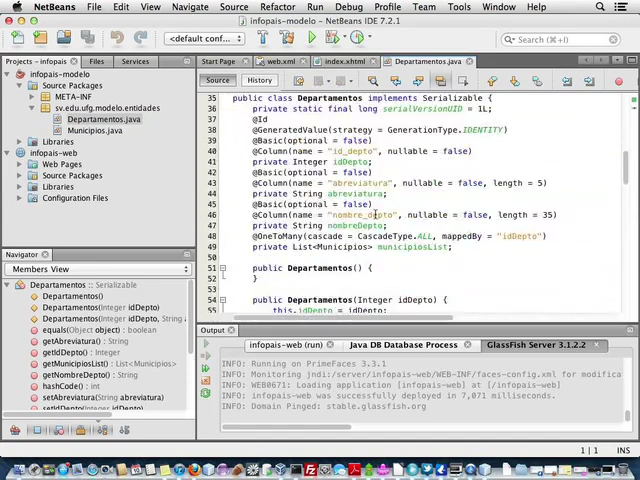 NetBeans File Edit View Navigate Source Refactor Run Debug Profile Team Tools Window Help
infopais-modelo - NetBeans IDE 7.2.1
<default conf...
Search (⌘+I)
Projects - infopais
Files
Services
infopais-modelo
Source Packages
META-INF
sv.edu.ufg.modelo.entidades
Departamentos.java
Municipios.java
Libraries
infopais-web
Web Pages
Source Packages
Libraries
Configuration Files
Navigator
Members View
Departamentos :: Serializable
Departamentos()
Departamentos(Integer idDepto)
Departamentos(Integer idDepto, String
equals(Object object) : boolean
getAbreviatura() : String
getIdDepto() : Integer
getMunicipiosList() : List<Municipios>
getNombreDepto() : String
hashCode() : int
setAbreviatura(String abreviatura)
setIdDepto(Integer idDepto)
Start Page
web.xml
index.xhtml
Departamentos.java
Source
History
35 public class Departamentos implements Serializable {
36 private static final long serialVersionUID = 1L;
37 @Id
38 @GeneratedValue(strategy = GenerationType.IDENTITY)
39 @Basic(optional = false)
40 @Column(name = "id_depto", nullable = false)
41 private Integer idDepto;
42 @Basic(optional = false)
43 @Column(name = "abreviatura", nullable = false, length = 5)
44 private String abreviatura;
45 @Basic(optional = false)
46 @Column(name = "nombre_depto", nullable = false, length = 35)
47 private String nombreDepto;
48 @OneToMany(cascade = CascadeType.ALL, mappedBy = "idDepto")
49 private List<Municipios> municipiosList;
50
51 public Departamentos() {
52 }
53
54 public Departamentos(Integer idDepto) {
55 this.idDepto = idDepto;
Output
infopais-web (run)
Java DB Database Process
GlassFish Server 3.1.2.2
INFO: Running on PrimeFaces 3.3.1
INFO: Monitoring jndi:/server/infopais-web/WEB-INF/faces-config.xml for modificat
INFO: WEB0671: Loading application [infopais-web] at [/infopais-web]
INFO: infopais-web was successfully deployed in 7,071 milliseconds.
INFO: Domain Pinged: stable.glassfish.org
1 | 1
INS